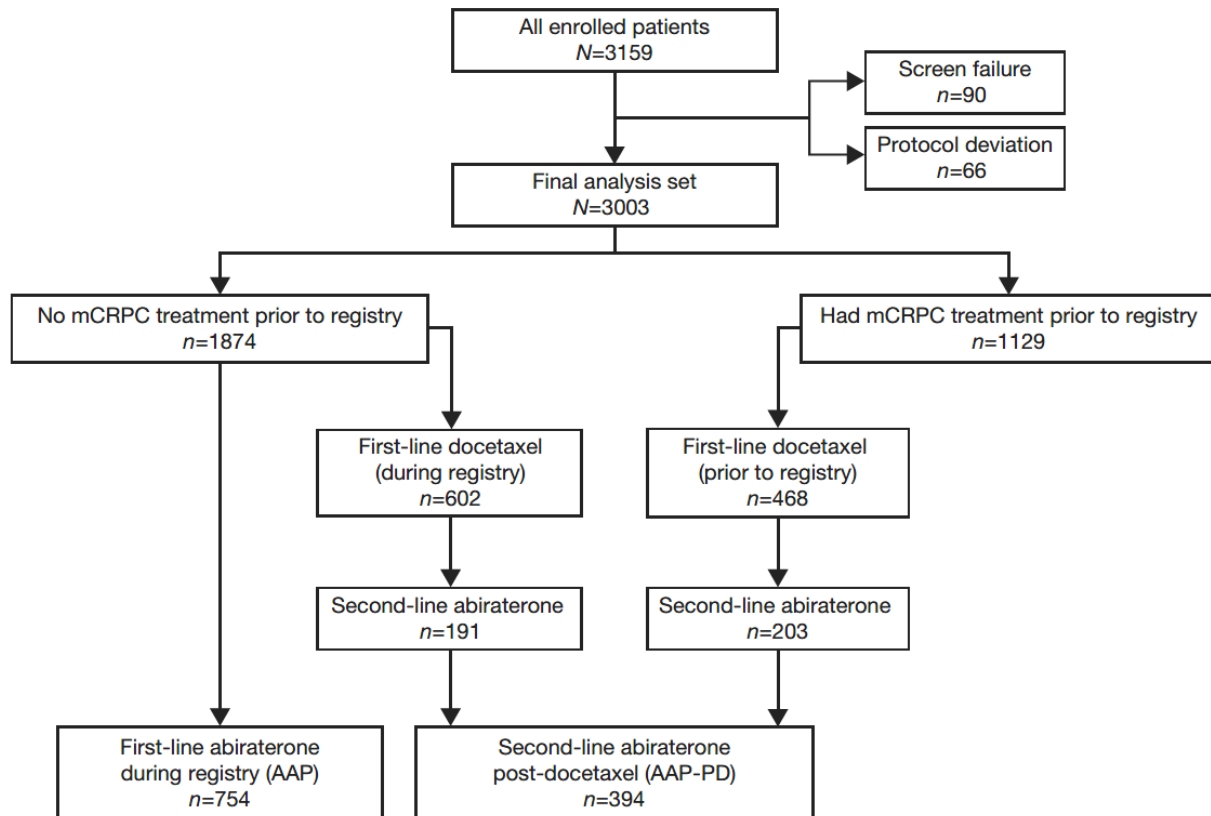 All enrolled patients
N=3159
Screen failure
n=90
Protocol deviation
n=66
Final analysis set
N=3003
No mCRPC treatment prior to registry
n=1874
Had mCRPC treatment prior to registry
n=1129
First-line docetaxel
(during registry)
n=602
First-line docetaxel
(prior to registry)
n=468
Second-line abiraterone
n=191
Second-line abiraterone
n=203
First-line abiraterone
during registry (AAP)
n=754
Second-line abiraterone
post-docetaxel (AAP-PD)
n=394